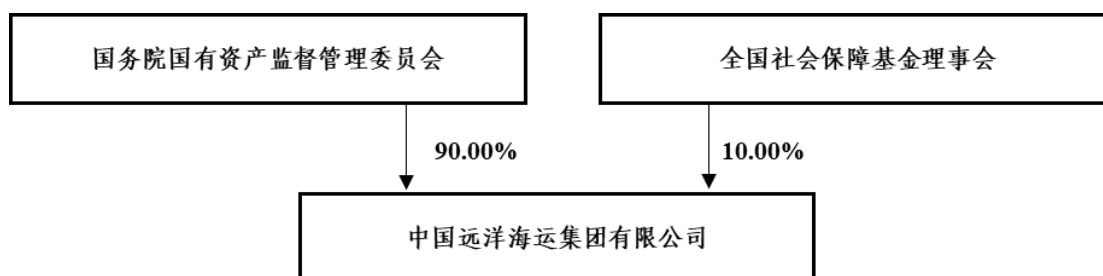 国务院国有资产监督管理委员会
全国社会保障基金理事会
90.00%
10.00%
中国远洋海运集团有限公司